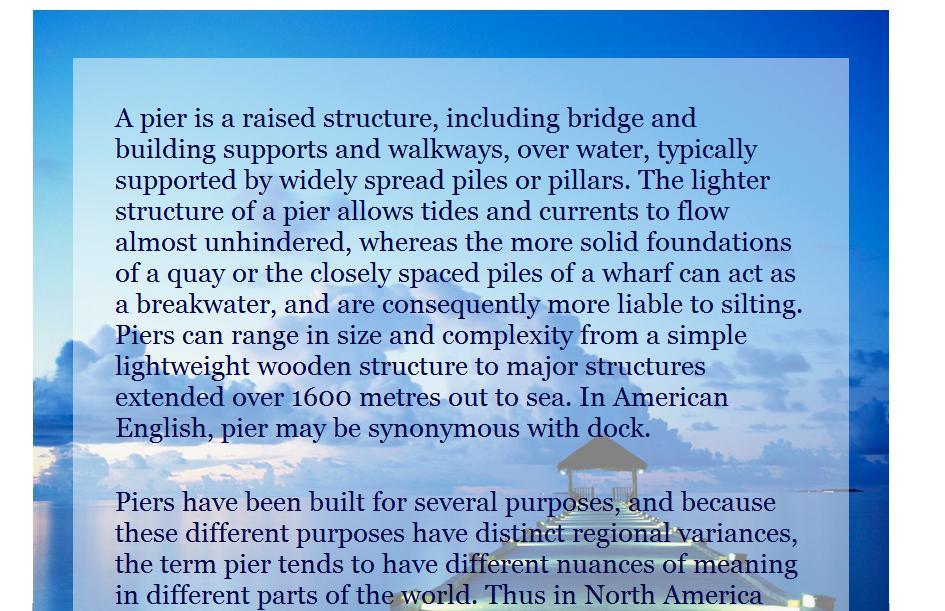 A pier is a raised structure, including bridge and
building supports and walkways, over water, typically
supported by widely spread piles or pillars. The lighter
structure of a pier allows tides and currents to flow
almost unhindered, whereas the more solid foundations
of a quay or the closely spaced piles of a wharf can act as
a breakwater, and are consequently more liable to silting.
Piers can range in size and complexity from a simple
lightweight wooden structure to major structures
extended over 1600 metres out to sea. In American
English, pier may be synonymous with dock.
Piers have been built for several purposes, and because
these different purposes have distinct regional variances,
the term pier tends to have different nuances of meaning
in different parts of the world. Thus in North America